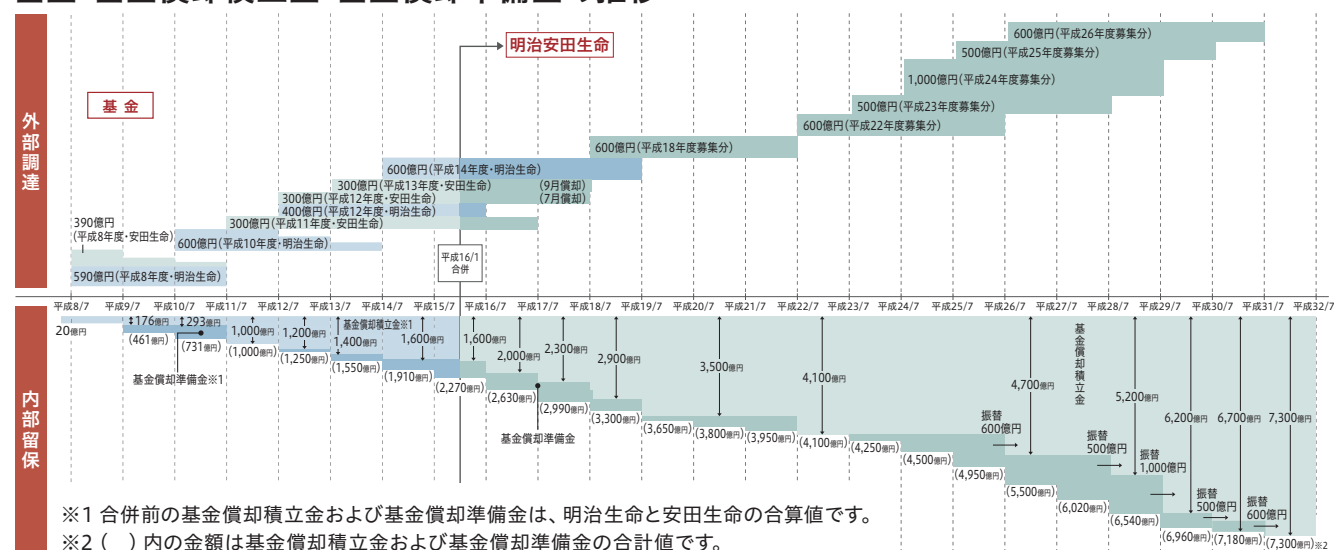 600億円(平成26年度募集分)
明治安田生命
500億円(平成25年度募集分)
1,000億円(平成24年度募集分)
基 金
500億円(平成23年度募集分)
600億円(平成22年度募集分)
外部調達
600億円(平成18年度募集分)
600億円(平成14年度・明治生命)
300億円(平成13年度・安田生命)
(9月償却)
300億円(平成12年度・安田生命)
(7月償却)
400億円(平成12年度・明治生命)
300億円(平成11年度・安田生命)
390億円
(平成8年度・安田生命)
600億円(平成10年度・明治生命)
平成16/1
合併
590億円(平成8年度・明治生命)
平成8/7 平成9/7 平成10/7 平成11/7 平成12/7 平成13/7 平成14/7 平成15/7 平成16/7 平成17/7 平成18/7 平成19/7 平成20/7 平成21/7 平成22/7 平成23/7 平成24/7 平成25/7 平成26/7 平成27/7 平成28/7 平成29/7 平成30/7 平成31/7 平成32/7
内部留保
20億円
176億円
(461億円)
293億円
(731億円)
基金償却準備金※1
1,000億円
(1,000億円)
1,200億円
(1,250億円)
基金償却積立金※1
1,400億円
(1,550億円)
1,600億円
(1,910億円)
(2,270億円)
1,600億円
(2,630億円)
2,000億円
(2,990億円)
基金償却準備金
2,300億円
(3,300億円)
2,900億円
(3,650億円)
3,500億円
(3,800億円)
(3,950億円)
4,100億円
(4,100億円)
(4,250億円)
(4,500億円)
(4,950億円)
振替
600億円
4,700億円
(5,500億円)
基金償却積立金
(6,020億円)
振替
500億円
5,200億円
(6,540億円)
振替
1,000億円
6,200億円
(6,960億円)
振替
500億円
6,700億円
(7,180億円)
振替
600億円
7,300億円
(7,300億円)※2
※1 合併前の基金償却積立金および基金償却準備金は、明治生命と安田生命の合算値です。
※2 ( )内の金額は基金償却積立金および基金償却準備金の合計値です。